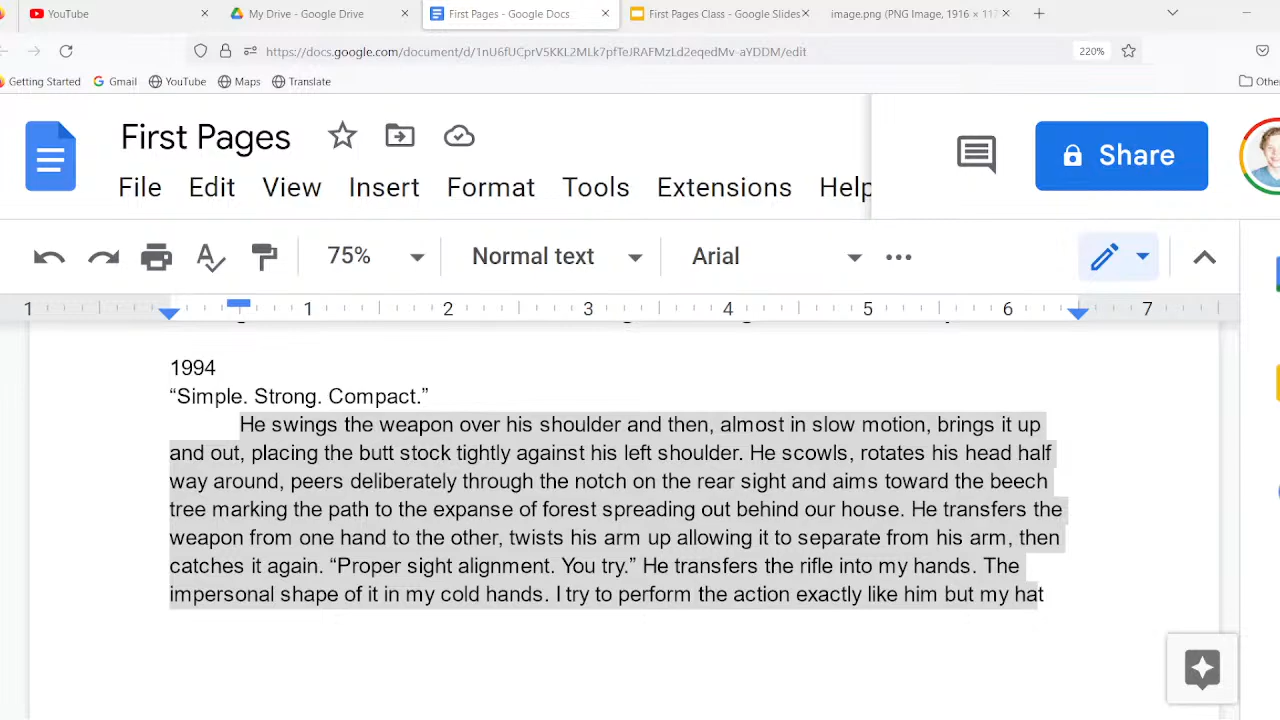 YouTube
My Drive - Google Drive
First Pages - Google Docs
First Pages Class - Google Slides
image.png (PNG Image, 1916 × 11
https://docs.google.com/document/d/1nU6fUCprV5KKL2MLk7pfTeJRAFMzLd2eqedMv-aYDDM/edit
220%
Getting Started
Gmail
YouTube
Maps
Translate
Other
First Pages
File Edit View Insert Format Tools Extensions Help
Share
75%
Normal text
Arial
1 1 2 3 4 5 6 7
1994
“Simple. Strong. Compact.”
He swings the weapon over his shoulder and then, almost in slow motion, brings it up
and out, placing the butt stock tightly against his left shoulder. He scowls, rotates his head half
way around, peers deliberately through the notch on the rear sight and aims toward the beech
tree marking the path to the expanse of forest spreading out behind our house. He transfers the
weapon from one hand to the other, twists his arm up allowing it to separate from his arm, then
catches it again. “Proper sight alignment. You try.” He transfers the rifle into my hands. The
impersonal shape of it in my cold hands. I try to perform the action exactly like him but my hat